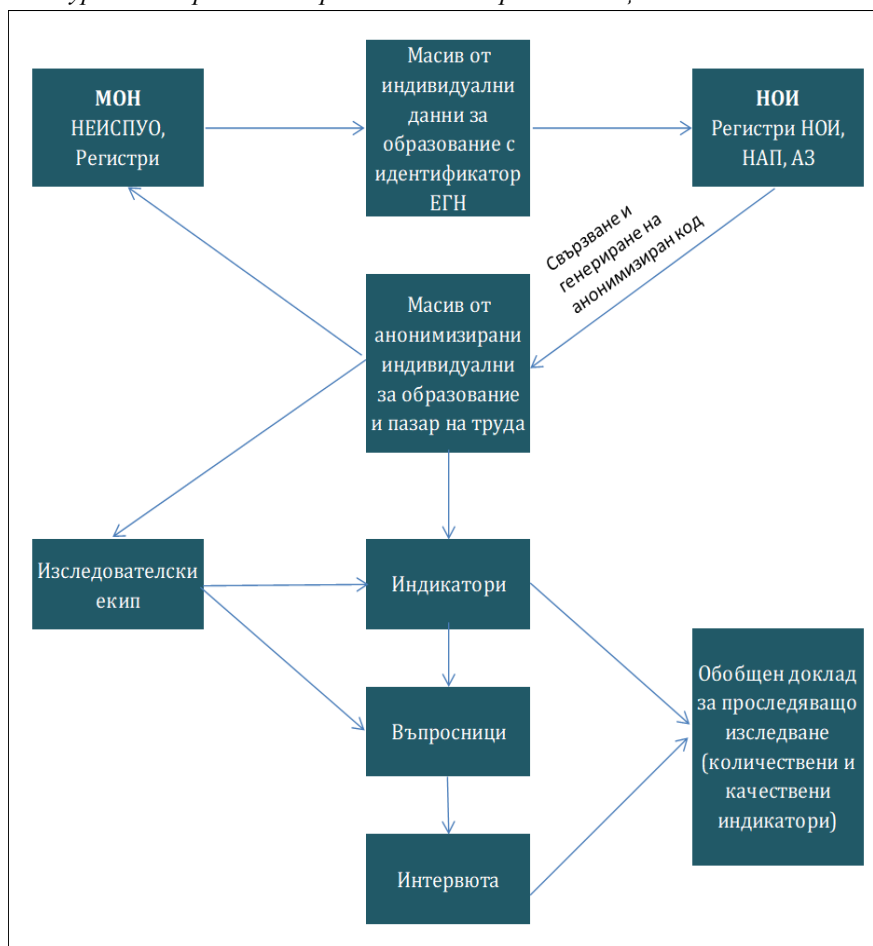 МОН
НЕИСПУО,
Регистри
Масив от
индивидуални
данни за
образование с
идентификатор
ЕГН
НОИ
Регистри НОИ,
НАП, АЗ
Свързване и
генериране на
анонимизиран код
Масив от
анонимизирани
индивидуални
за образование
и пазар на труда
Изследователски
екип
Индикатори
Въпросници
Интервюта
Обобщен доклад
за проследяващо
изследване
(количествени и
качествени
индикатори)